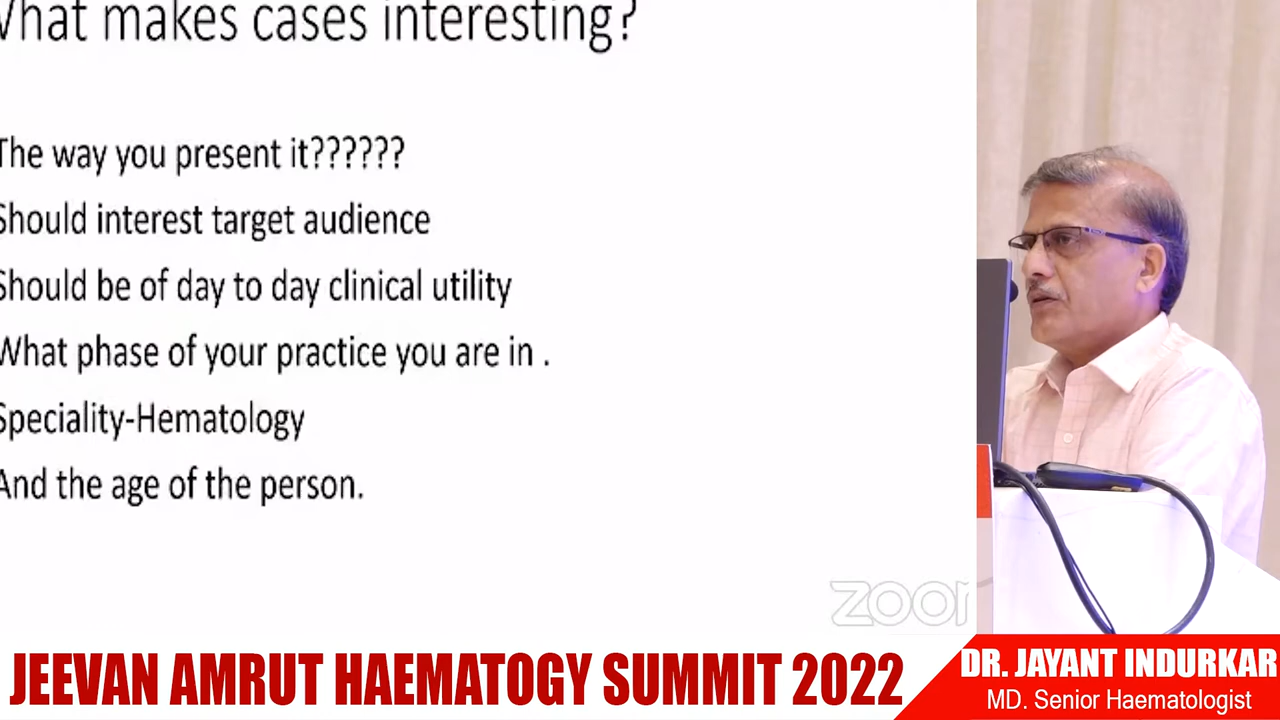 What makes cases interesting?
The way you present it??????
Should interest target audience
Should be of day to day clinical utility
What phase of your practice you are in .
Speciality-Hematology
And the age of the person.
zoom
JEEVAN AMRUT HAEMATOGY SUMMIT 2022
DR. JAYANT INDURKAR
MD. Senior Haematologist